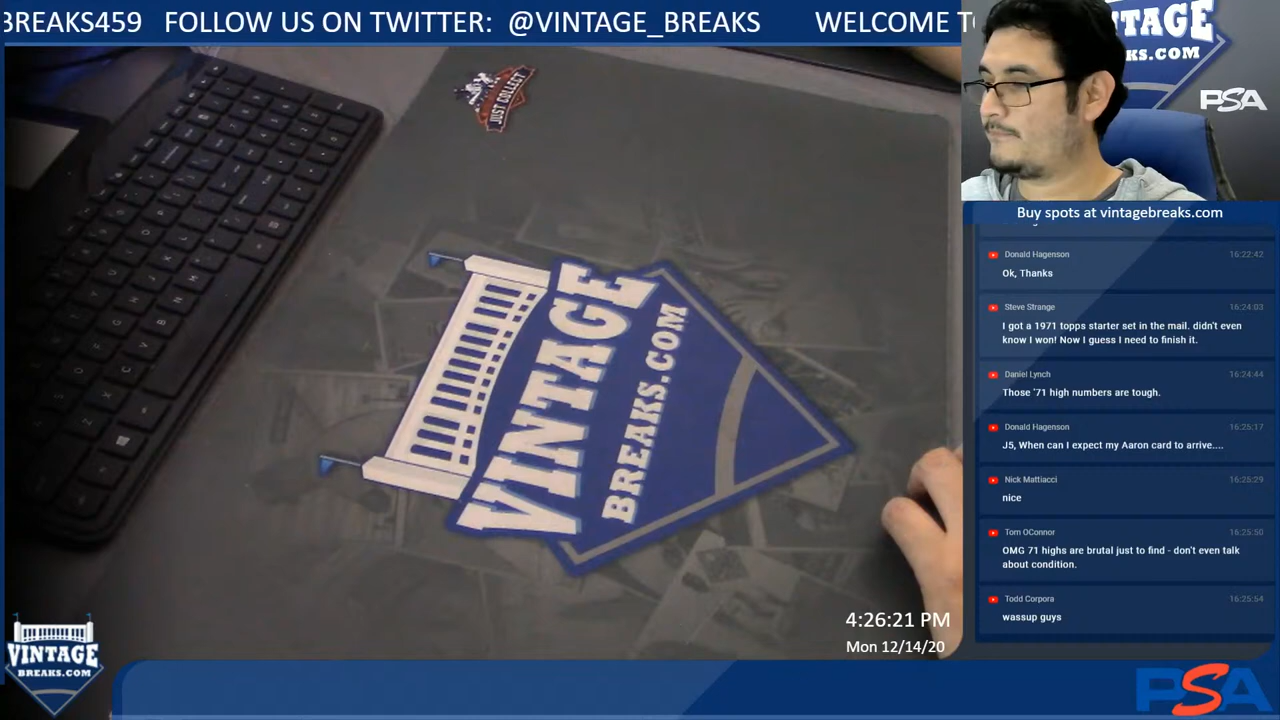 BREAKS459 FOLLOW US ON TWITTER: @VINTAGE_BREAKS WELCOME T
JUST COLLECT
TAGE
KS.COM
PSA
Buy spots at vintagebreaks.com
Donald Hagenson 16:22:42
Ok, Thanks
Steve Strange 16:24:03
I got a 1971 topps starter set in the mail. didn't even
know I won! Now I guess I need to finish it.
Daniel Lynch 16:24:44
Those '71 high numbers are tough.
Donald Hagenson 16:25:17
J5, When can I expect my Aaron card to arrive....
Nick Mattiacci 16:25:29
nice
Tom OConnor 16:25:50
OMG 71 highs are brutal just to find - don't even talk
about condition.
Todd Corpora 16:25:54
wassup guys
VINTAGE
BREAKS.COM
4:26:21 PM
Mon 12/14/20
VINTAGE
BREAKS.COM
PSA